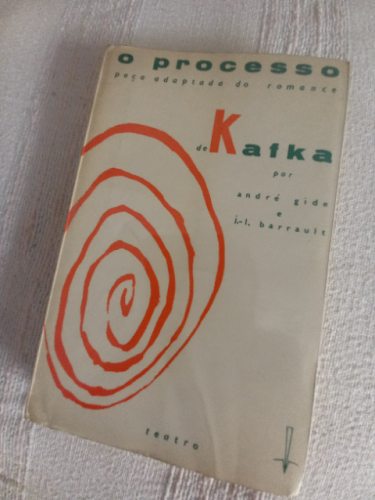 o processo
peça adaptada do romance
de Kafka
por
andré gide
e
j.-l. barrault
teatro